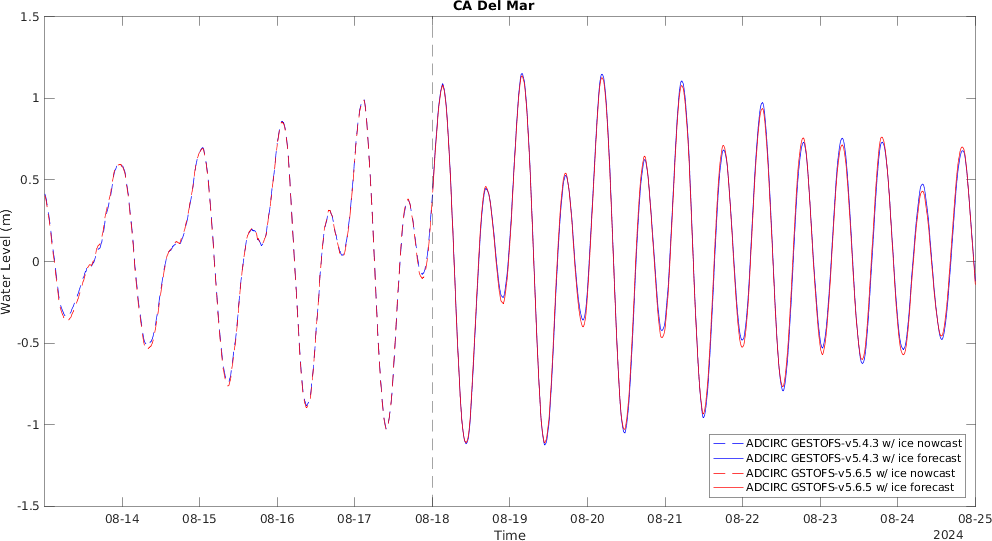 CA Del Mar
1.5
1
0.5
0
-0.5
-1
-1.5
Water Level (m)
ADCIRC GESTOFS-v5.4.3 w/ ice nowcast
ADCIRC GESTOFS-v5.4.3 w/ ice forecast
ADCIRC GSTOFS-v5.6.5 w/ ice nowcast
ADCIRC GSTOFS-v5.6.5 w/ ice forecast
08-14 08-15 08-16 08-17 08-18 08-19 08-20 08-21 08-22 08-23 08-24 08-25
Time
2024